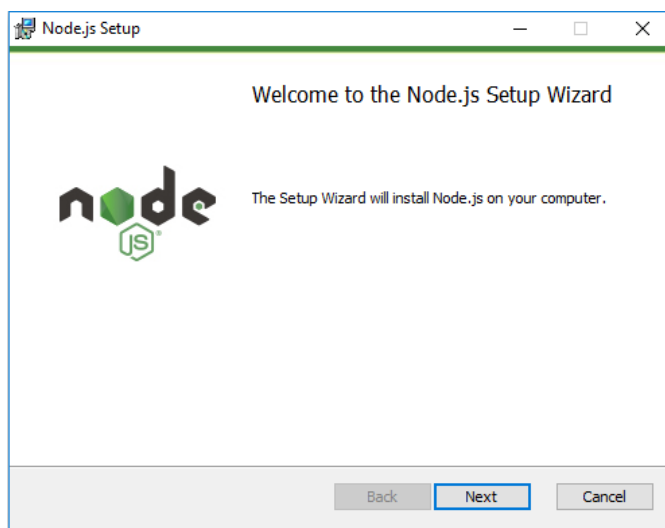 Node.js Setup
Welcome to the Node.js Setup Wizard
node
JS
The Setup Wizard will install Node.js on your computer.
Back
Next
Cancel